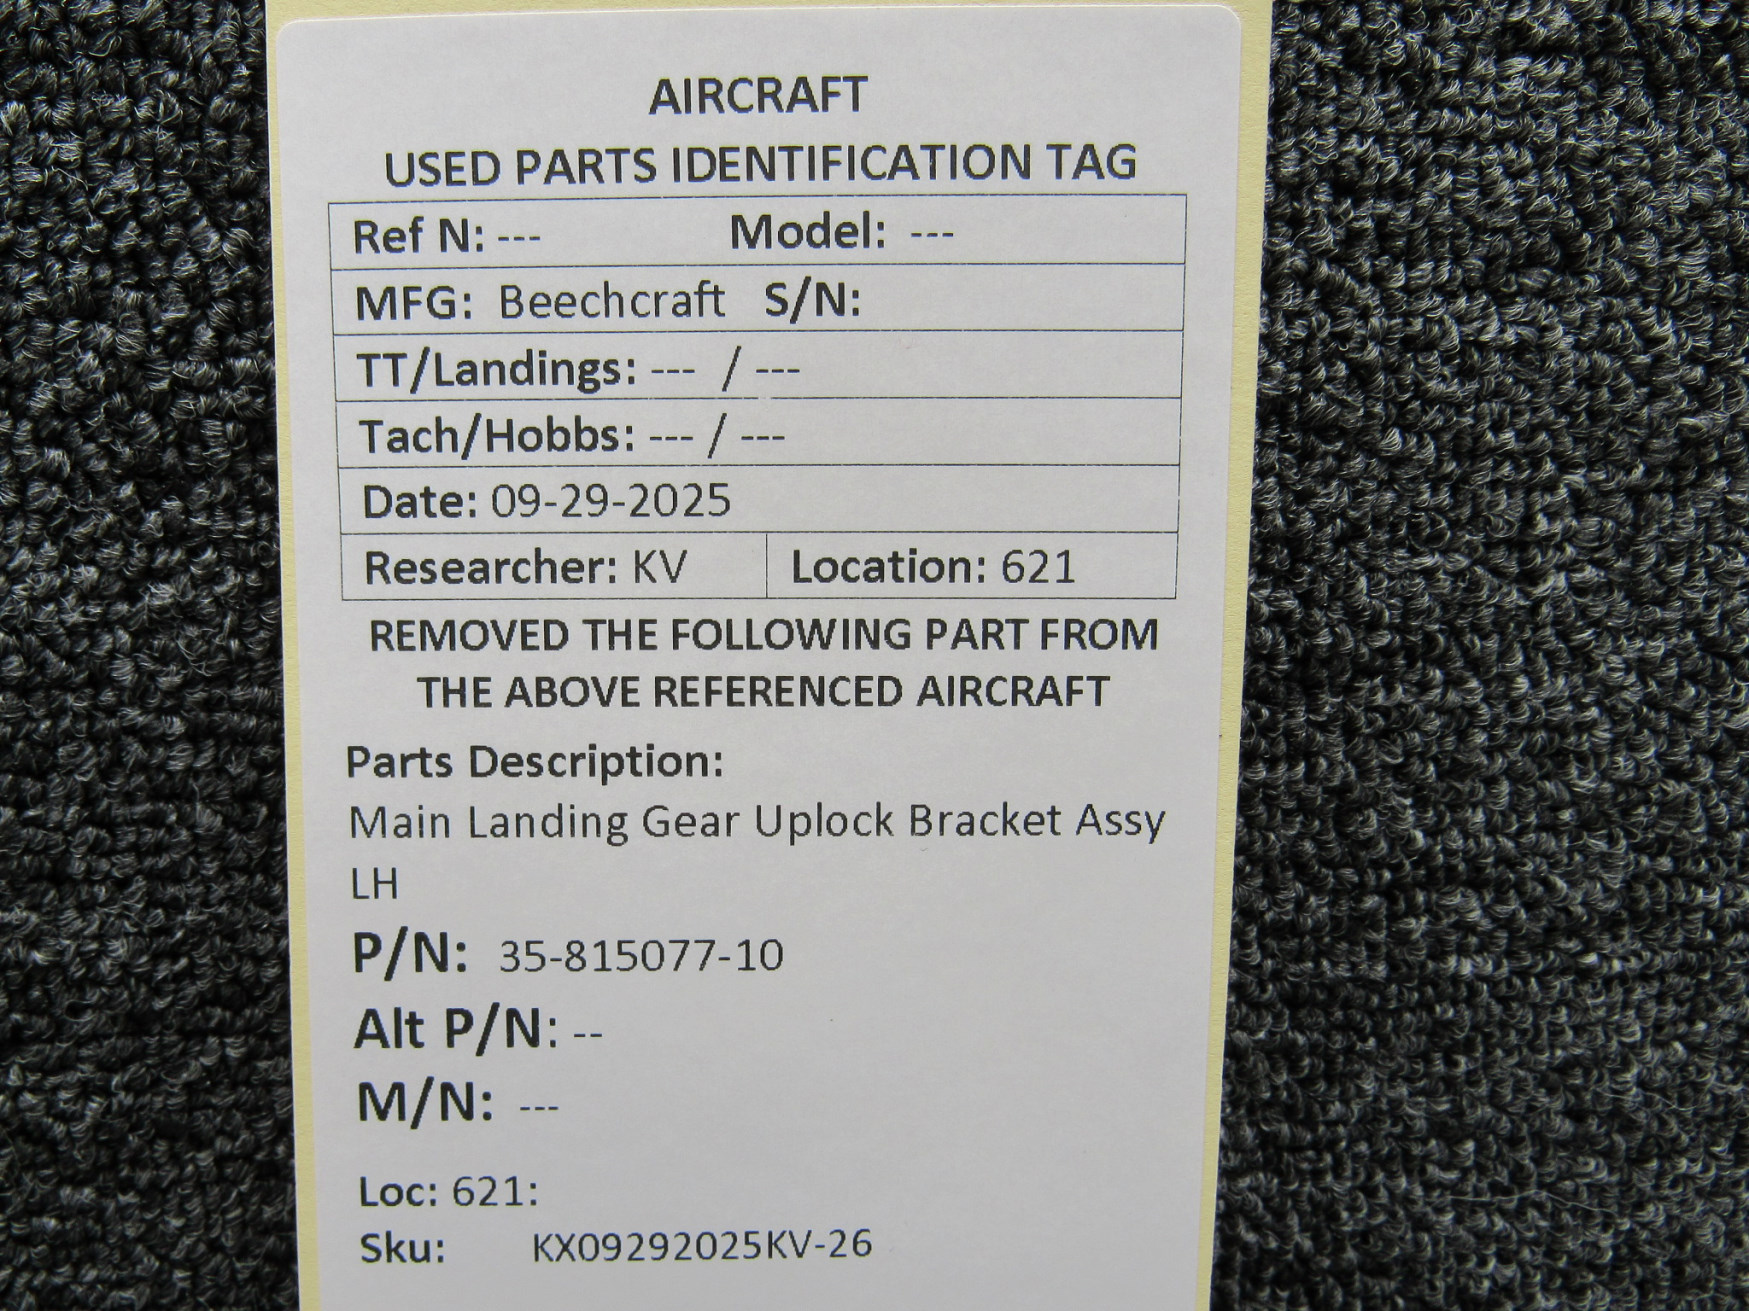 AIRCRAFT
USED PARTS IDENTIFICATION TAG
Ref N: --- Model: ---
MFG: Beechcraft S/N:
TT/Landings: --- / ---
Tach/Hobbs: --- / ---
Date: 09-29-2025
Researcher: KV Location: 621
REMOVED THE FOLLOWING PART FROM
THE ABOVE REFERENCED AIRCRAFT
Parts Description:
Main Landing Gear Uplock Bracket Assy
LH
P/N: 35-815077-10
Alt P/N: --
M/N: ---
Loc: 621:
Sku: KX09292025KV-26